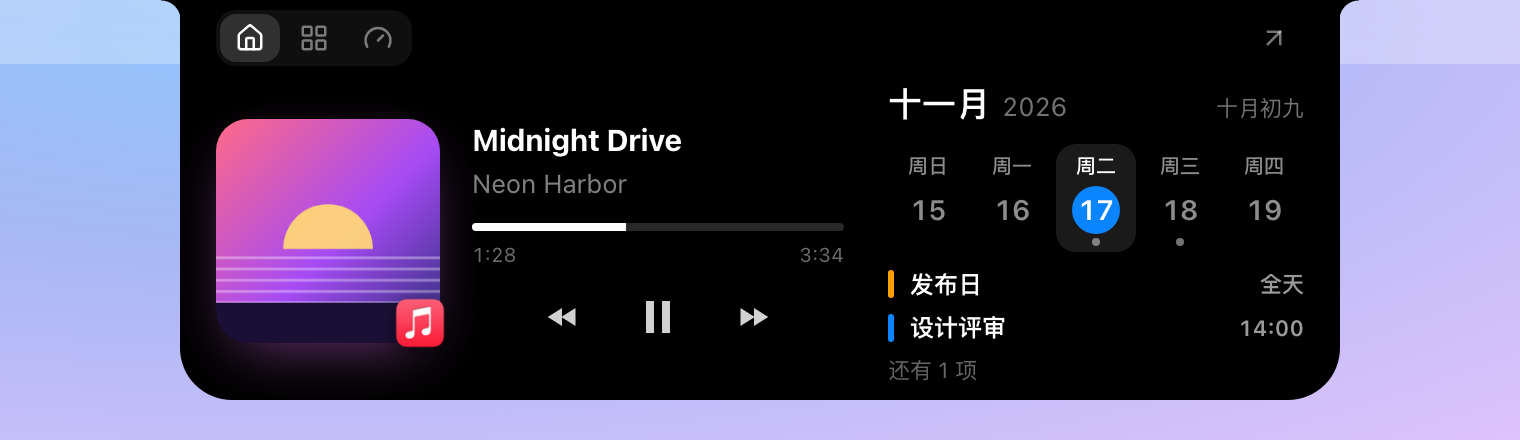 Midnight Drive
Neon Harbor
1:28 3:34
十一月 2026 十月初九
周日 周一 周二 周三 周四
15 16 17 18 19
发布日 全天
设计评审 14:00
还有 1 项